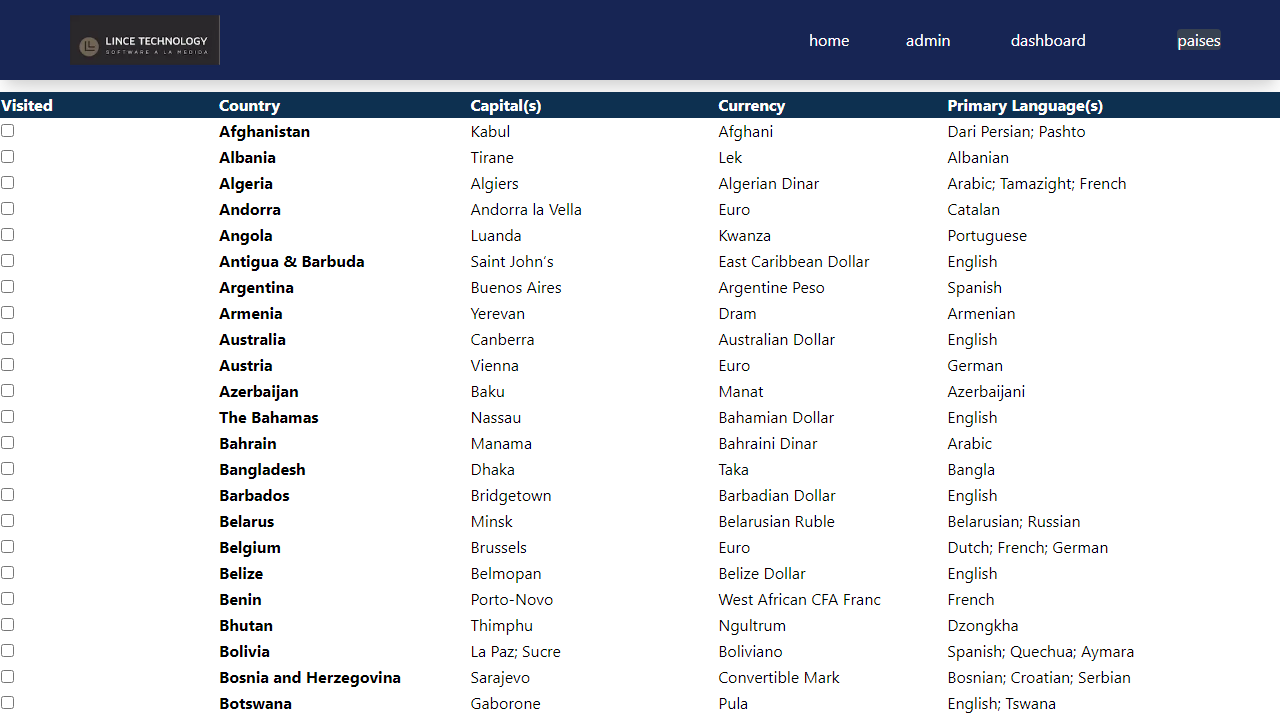 LINCE TECHNOLOGY
SOFTWARE A LA MEDIDA
home admin dashboard paises
Visited Country Capital(s) Currency Primary Language(s)
Afghanistan Kabul Afghani Dari Persian; Pashto
Albania Tirane Lek Albanian
Algeria Algiers Algerian Dinar Arabic; Tamazight; French
Andorra Andorra la Vella Euro Catalan
Angola Luanda Kwanza Portuguese
Antigua & Barbuda Saint John's East Caribbean Dollar English
Argentina Buenos Aires Argentine Peso Spanish
Armenia Yerevan Dram Armenian
Australia Canberra Australian Dollar English
Austria Vienna Euro German
Azerbaijan Baku Manat Azerbaijani
The Bahamas Nassau Bahamian Dollar English
Bahrain Manama Bahraini Dinar Arabic
Bangladesh Dhaka Taka Bangla
Barbados Bridgetown Barbadian Dollar English
Belarus Minsk Belarusian Ruble Belarusian; Russian
Belgium Brussels Euro Dutch; French; German
Belize Belmopan Belize Dollar English
Benin Porto-Novo West African CFA Franc French
Bhutan Thimphu Ngultrum Dzongkha
Bolivia La Paz; Sucre Boliviano Spanish; Quechua; Aymara
Bosnia and Herzegovina Sarajevo Convertible Mark Bosnian; Croatian; Serbian
Botswana Gaborone Pula English; Tswana